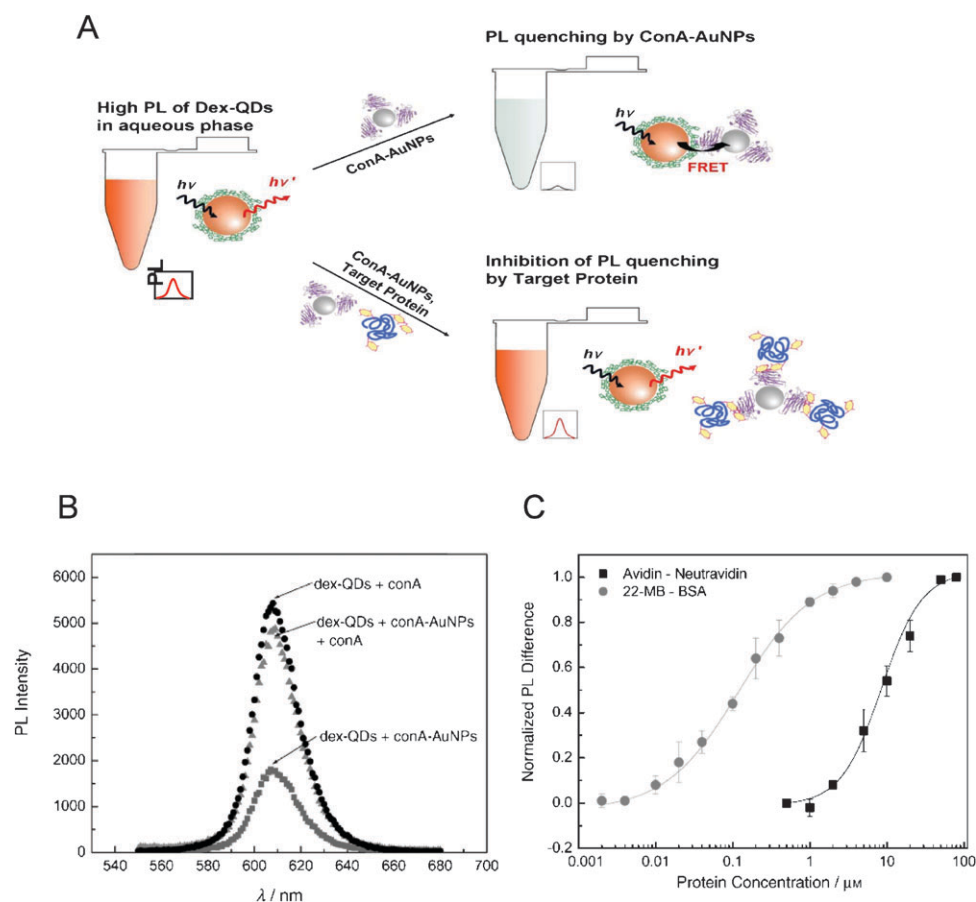 A
PL quenching by ConA-AuNPs
High PL of Dex-QDs
in aqueous phase
hν
hν'
PL
ConA-AuNPs
hν
FRET
ConA-AuNPs,
Target Protein
Inhibition of PL quenching
by Target Protein
hν
hν'
B
6000
5000
4000
3000
2000
1000
0
PL Intensity
dex-QDs + conA
dex-QDs + conA-AuNPs
+ conA
dex-QDs + conA-AuNPs
540 560 580 600 620 640 660 680 700
λ / nm
C
1.0
0.8
0.6
0.4
0.2
0.0
-0.2
Normalized PL Difference
Avidin - Neutravidin
22-MB - BSA
0.001 0.01 0.1 1 10 100
Protein Concentration / µM